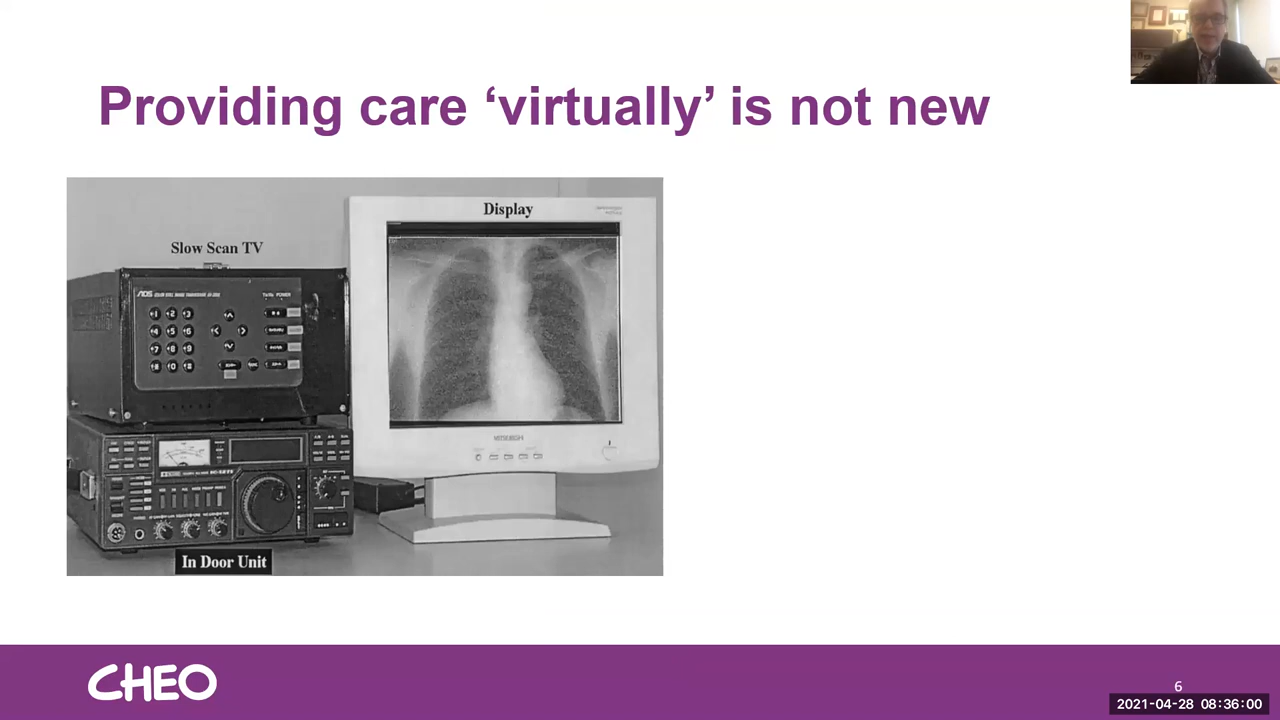 Providing care ‘virtually’ is not new
Slow Scan TV
Display
MITSUBISHI
In Door Unit
CHEO
6
2021-04-28 08:36:00